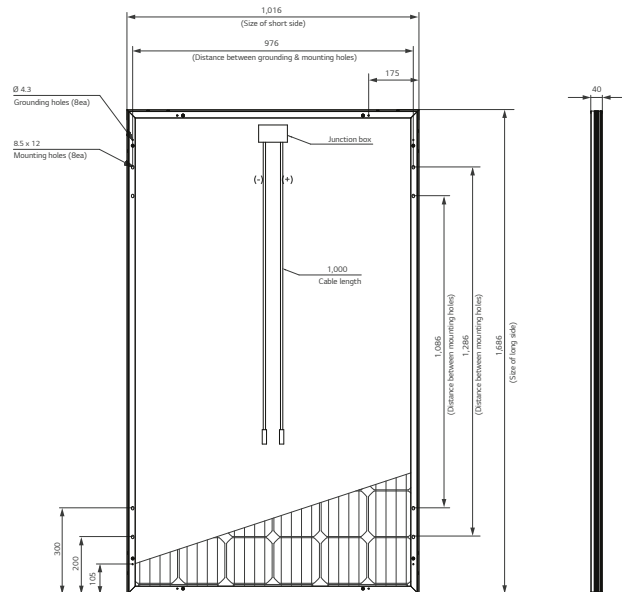 1,016
(Size of short side)
976
(Distance between grounding & mounting holes)
175
40
Ø 4.3
Grounding holes (8ea)
8.5 x 12
Mounting holes (8ea)
Junction box
(-)
(+)
1,000
Cable length
1,086
(Distance between mounting holes)
1,286
(Distance between mounting holes)
1,686
(Size of long side)
300
200
105